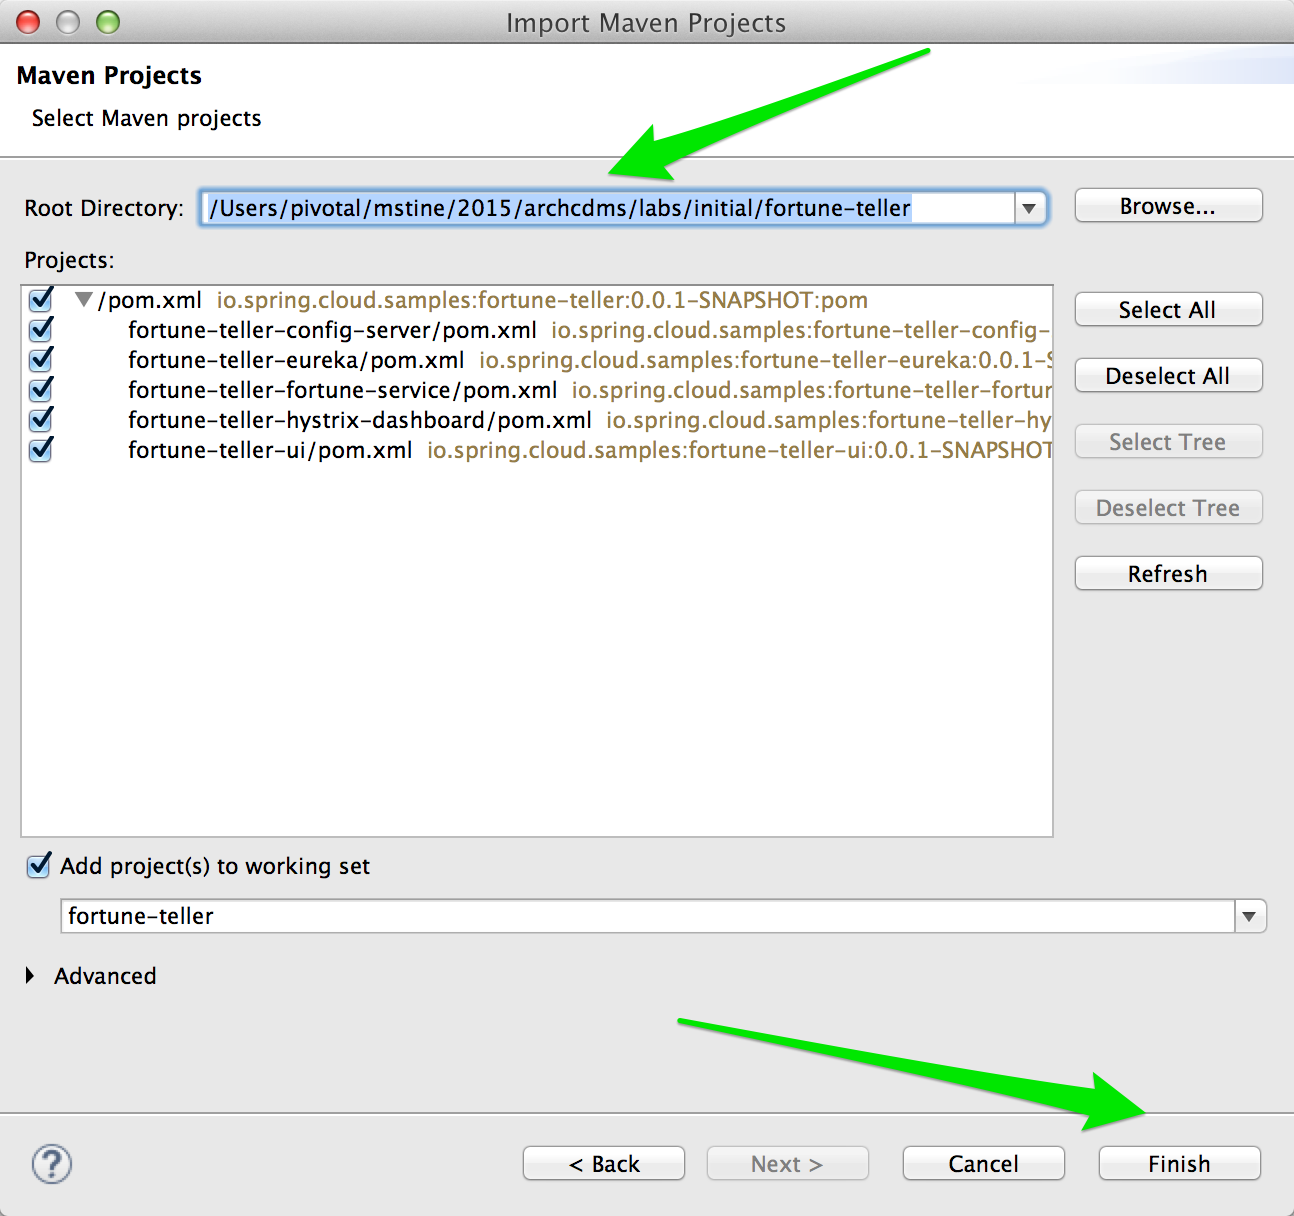 Import Maven Projects
Maven Projects
Select Maven projects
Root Directory: /Users/pivotal/mstine/2015/archcdms/labs/initial/fortune-teller Browse...
Projects:
/pom.xml io.spring.cloud.samples:fortune-teller:0.0.1-SNAPSHOT:pom
fortune-teller-config-server/pom.xml io.spring.cloud.samples:fortune-teller-config-
fortune-teller-eureka/pom.xml io.spring.cloud.samples:fortune-teller-eureka:0.0.1-S
fortune-teller-fortune-service/pom.xml io.spring.cloud.samples:fortune-teller-fortur
fortune-teller-hystrix-dashboard/pom.xml io.spring.cloud.samples:fortune-teller-hy
fortune-teller-ui/pom.xml io.spring.cloud.samples:fortune-teller-ui:0.0.1-SNAPSHOT
Select All
Deselect All
Select Tree
Deselect Tree
Refresh
Add project(s) to working set
fortune-teller
Advanced
? < Back Next > Cancel Finish